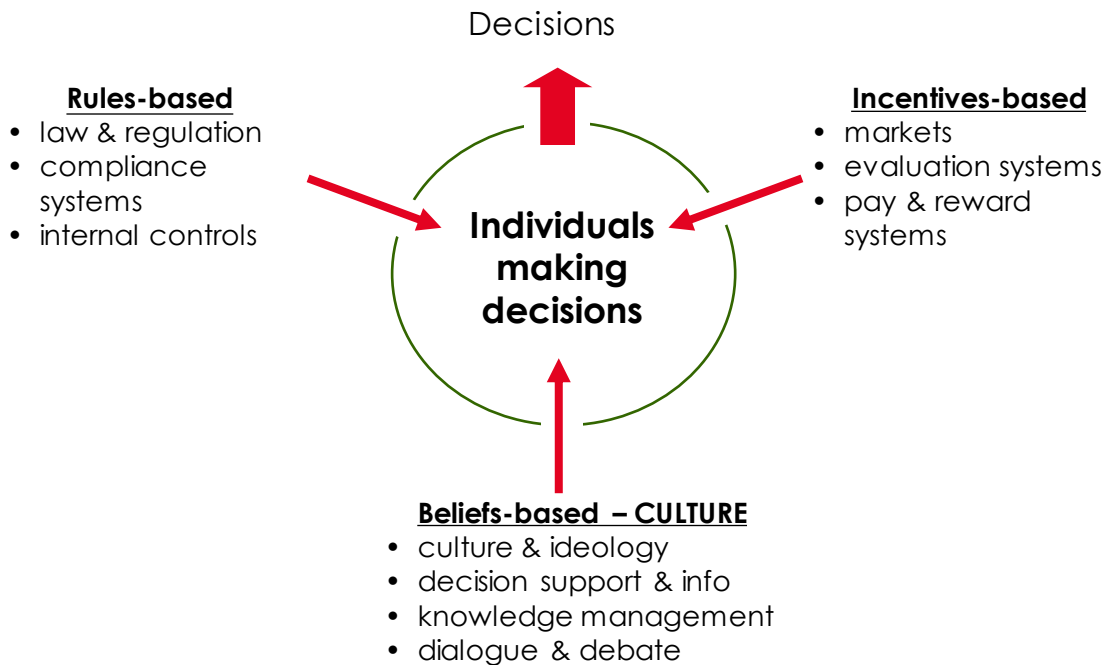 Decisions
Rules-based
• law & regulation
• compliance
systems
• internal controls
Incentives-based
• markets
• evaluation systems
• pay & reward
systems
Individuals
making
decisions
Beliefs-based – CULTURE
• culture & ideology
• decision support & info
• knowledge management
• dialogue & debate